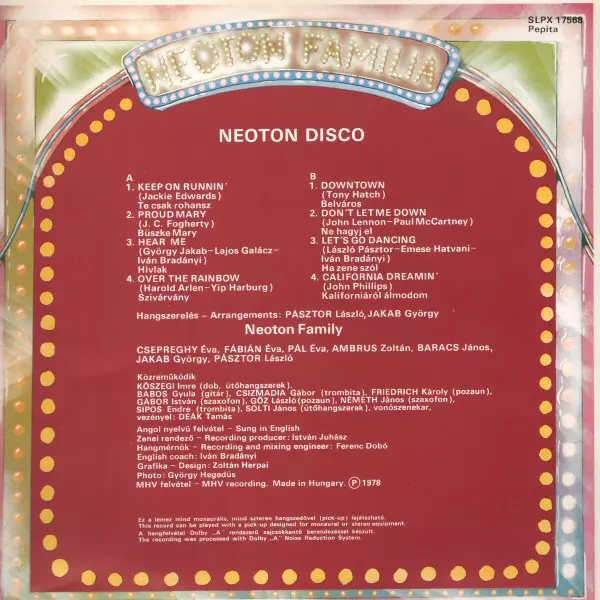 SLPX 17568
Pepita
NEOTON FAMILIA
NEOTON DISCO
A
1. KEEP ON RUNNIN'
(Jackie Edwards)
Te csak rohansz
2. PROUD MARY
(J. C. Fogherty)
Büszke Mary
3. HEAR ME
(György Jakab–Lajos Galácz–
Iván Bradányi)
Hívlak
4. OVER THE RAINBOW
(Harold Arlen–Yip Harburg)
Szivárvány
B
1. DOWNTOWN
(Tony Hatch)
Belváros
2. DON'T LET ME DOWN
(John Lennon–Paul McCartney)
Ne hagyj el
3. LET'S GO DANCING
(László Pásztor–Emese Hatvani–
Iván Bradányi)
Ha zene szól
4. CALIFORNIA DREAMIN'
(John Phillips)
Kaliforniáról álmodom
Hangszerelés – Arrangements: PÁSZTOR László, JAKAB György
Neoton Family
CSEPREGHY Éva, FÁBIÁN Éva, PÁL Éva, AMBRUS Zoltán, BARACS János,
JAKAB György, PÁSZTOR László
Közreműködik
KŐSZEGI Imre (dob, ütőhangszerek),
BABOS Gyula (gitár), CSIZMADIA Gábor (trombita), FRIEDRICH Károly (pozaun),
GÁBOR István (szaxofon), GŐZ László (pozaun), NÉMETH János (szaxofon),
SIPOS Endre (trombita), SOLTI János (ütőhangszerek), vonószenekar,
vezényel: DEÁK Tamás
Angol nyelvű felvétel – Sung in English
Zenei rendező – Recording producer: István Juhász
Hangmérnök – Recording and mixing engineer: Ferenc Dobó
English coach: Iván Bradányi
Grafika – Design: Zoltán Herpai
Photo: György Hegedűs
MHV felvétel – MHV recording. Made in Hungary. Ⓟ 1978
Ez a lemez mind monaurális, mind sztereo hangszedővel (pick-up) lejátszható.
This record can be played with a pick-up designed for monaural or stereo equipment.
A hangfelvétel Dolby „A" rendszerű zajcsökkentő berendezéssel készült.
The recording was processed with Dolby „A" Noise Reduction System.